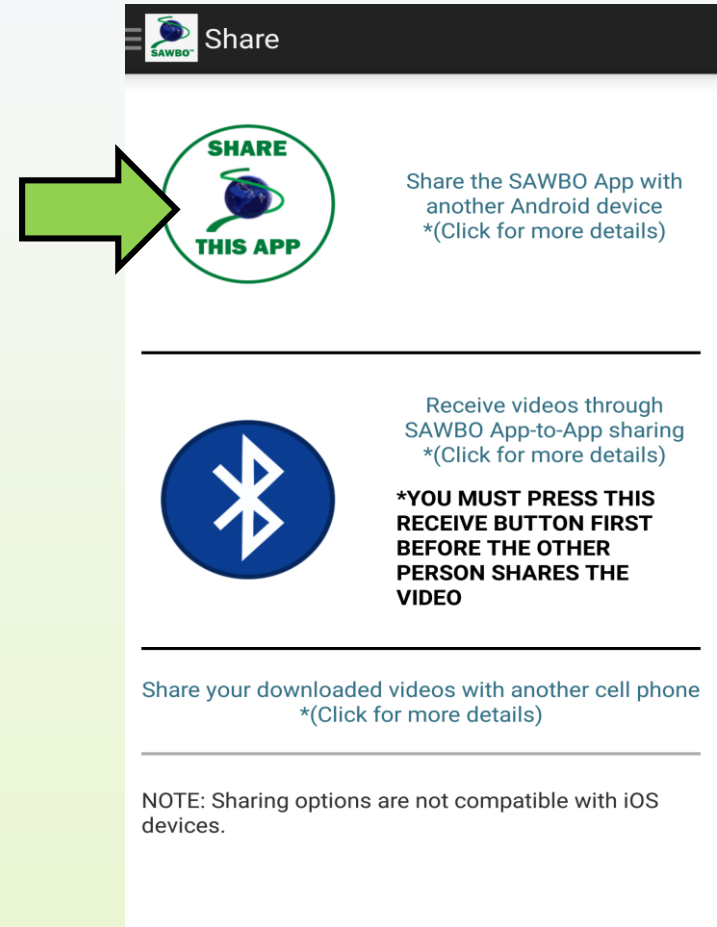 SAWBO™
Share
SHARE
THIS APP
Share the SAWBO App with
another Android device
*(Click for more details)
Receive videos through
SAWBO App-to-App sharing
*(Click for more details)
*YOU MUST PRESS THIS
RECEIVE BUTTON FIRST
BEFORE THE OTHER
PERSON SHARES THE
VIDEO
Share your downloaded videos with another cell phone
*(Click for more details)
NOTE: Sharing options are not compatible with iOS
devices.